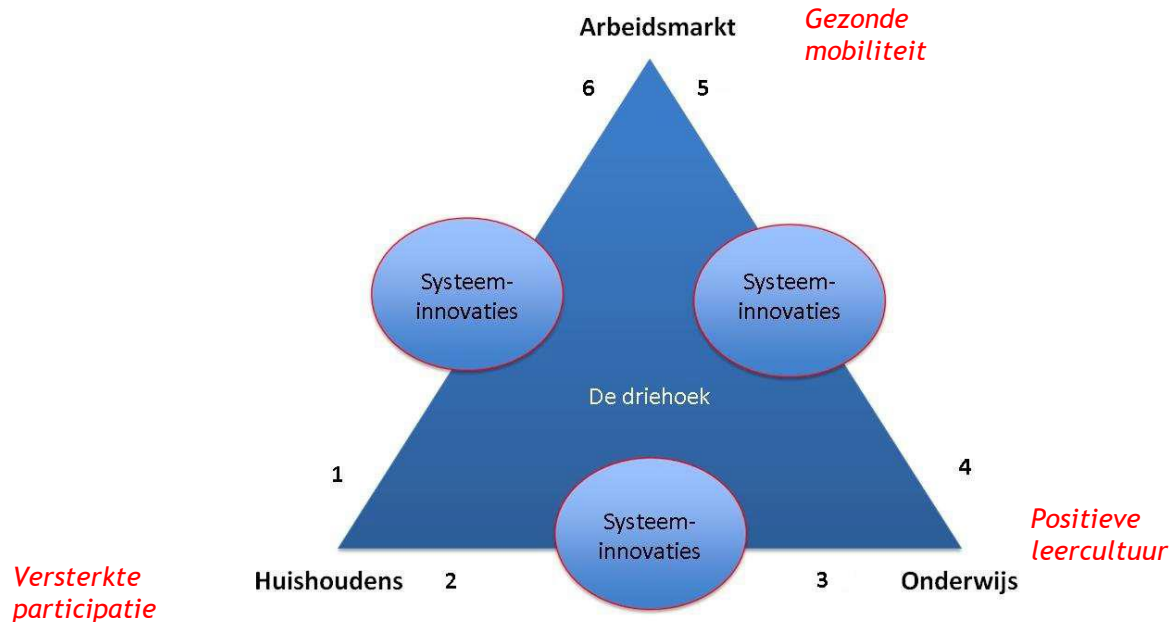 Arbeidsmarkt
Gezonde
mobiliteit
6
5
Systeem-
innovaties
Systeem-
innovaties
De driehoek
1
4
Systeem-
innovaties
Positieve
leercultuur
Versterkte
participatie
Huishoudens
2
3
Onderwijs